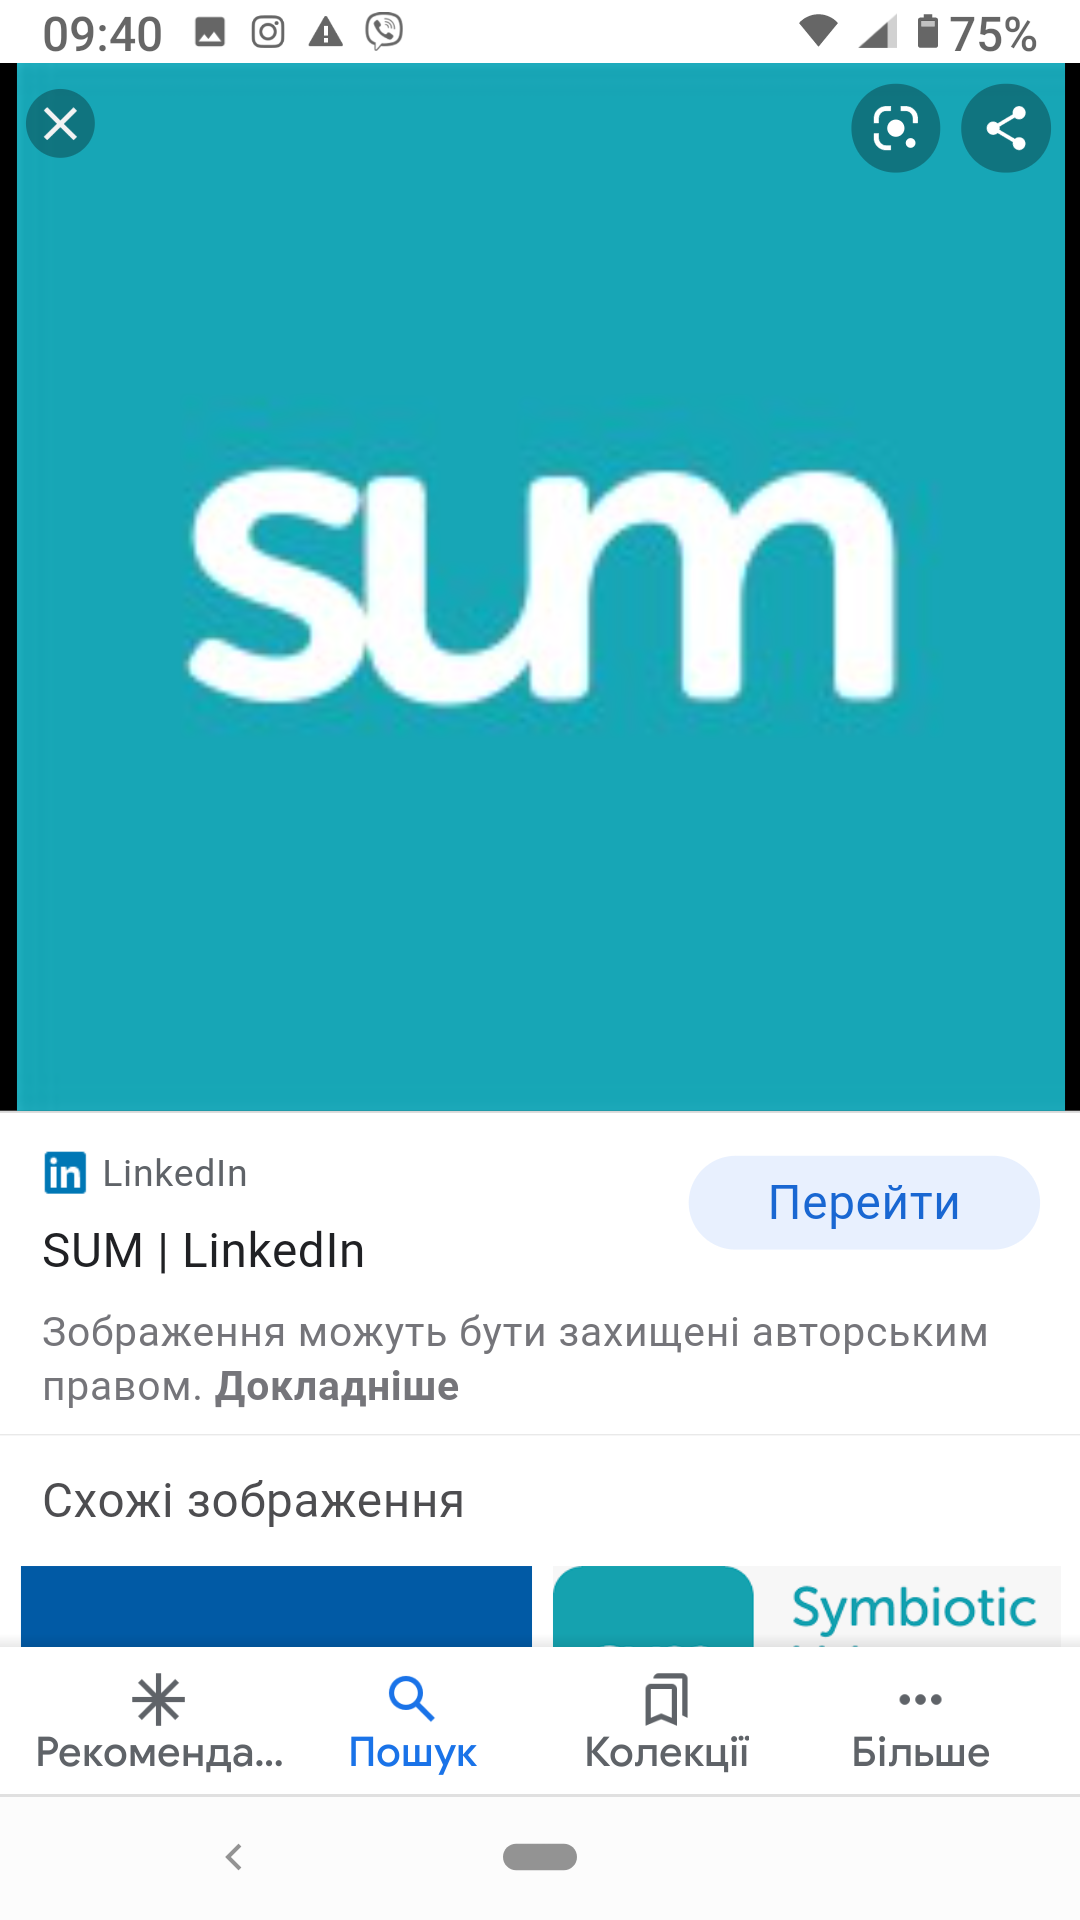 09:40
75%
sum
in LinkedIn
Перейти
SUM | LinkedIn
Зображення можуть бути захищені авторським
правом. Докладніше
Схожі зображення
Symbiotic
Рекоменда...
Пошук
Колекції
Більше